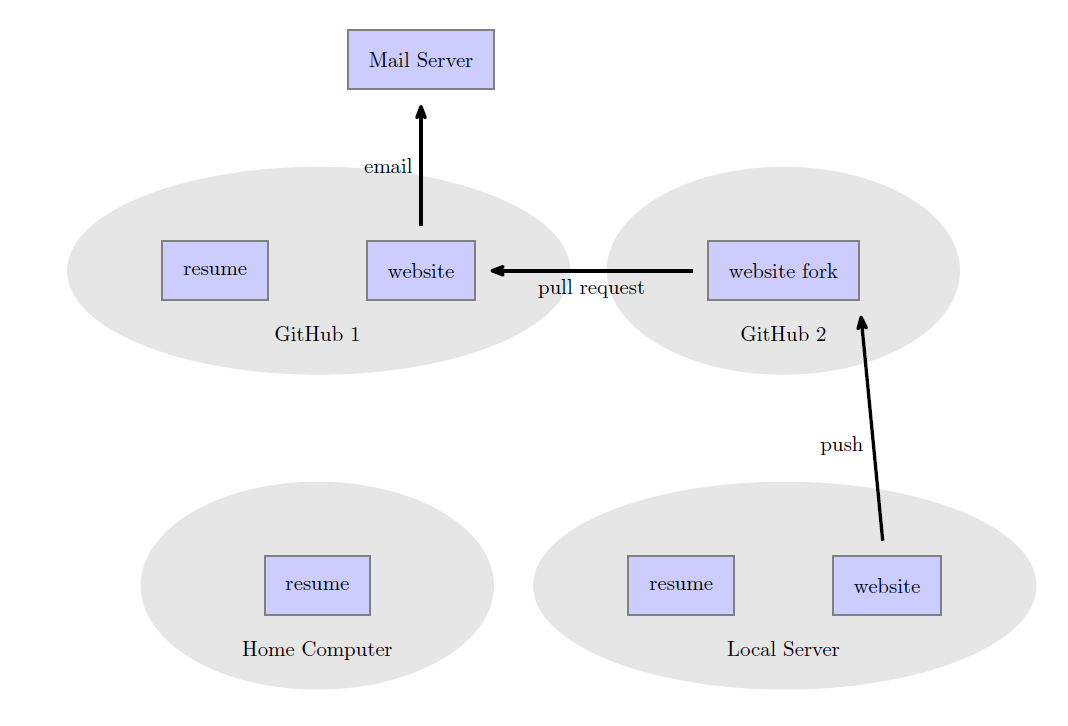 Mail Server
email
resume
website
website fork
pull request
GitHub 1
GitHub 2
push
resume
resume
website
Home Computer
Local Server